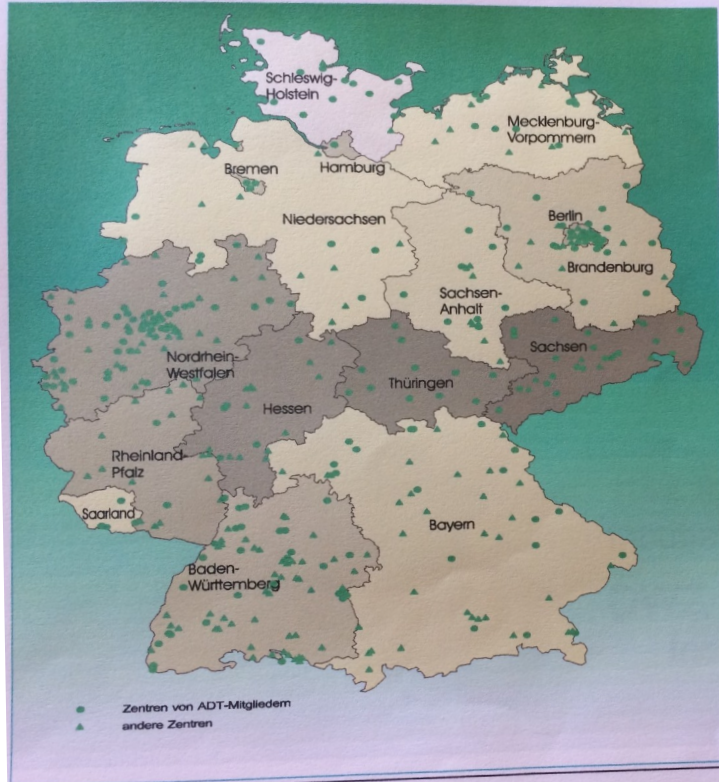 Schleswig-
Holstein
Mecklenburg-
Vorpommern
Hamburg
Bremen
Niedersachsen
Berlin
Brandenburg
Sachsen-
Anhalt
Nordrhein-
Westfalen
Sachsen
Thüringen
Hessen
Rheinland-
Pfalz
Saarland
Bayern
Baden-
Württemberg
Zentren von ADT-Mitgliedern
andere Zentren